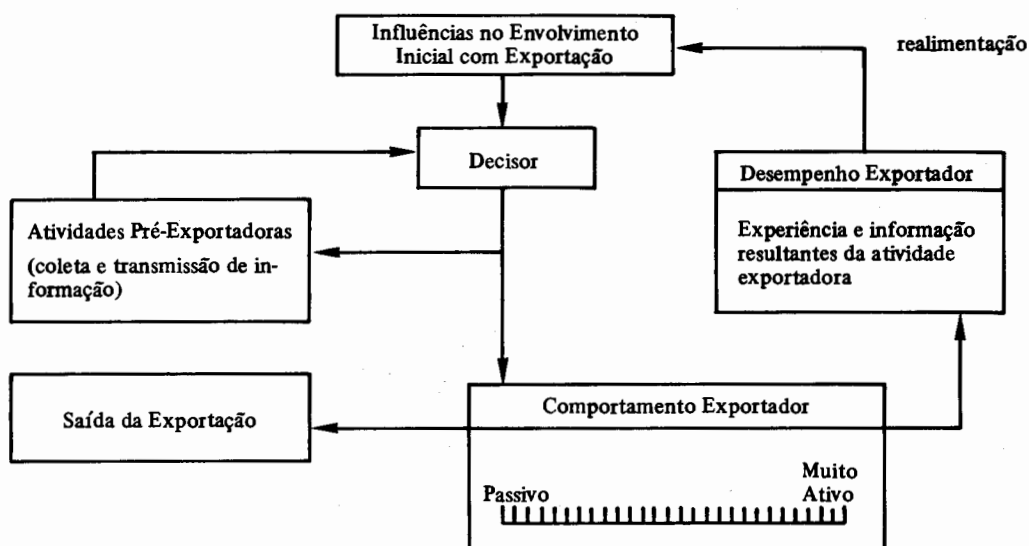 Influências no Envolvimento
Inicial com Exportação
realimentação
Decisor
Desempenho Exportador
Experiência e informação
resultantes da atividade
exportadora
Atividades Pré-Exportadoras
(coleta e transmissão de in-
formação)
Saída da Exportação
Comportamento Exportador
Passivo
Muito
Ativo